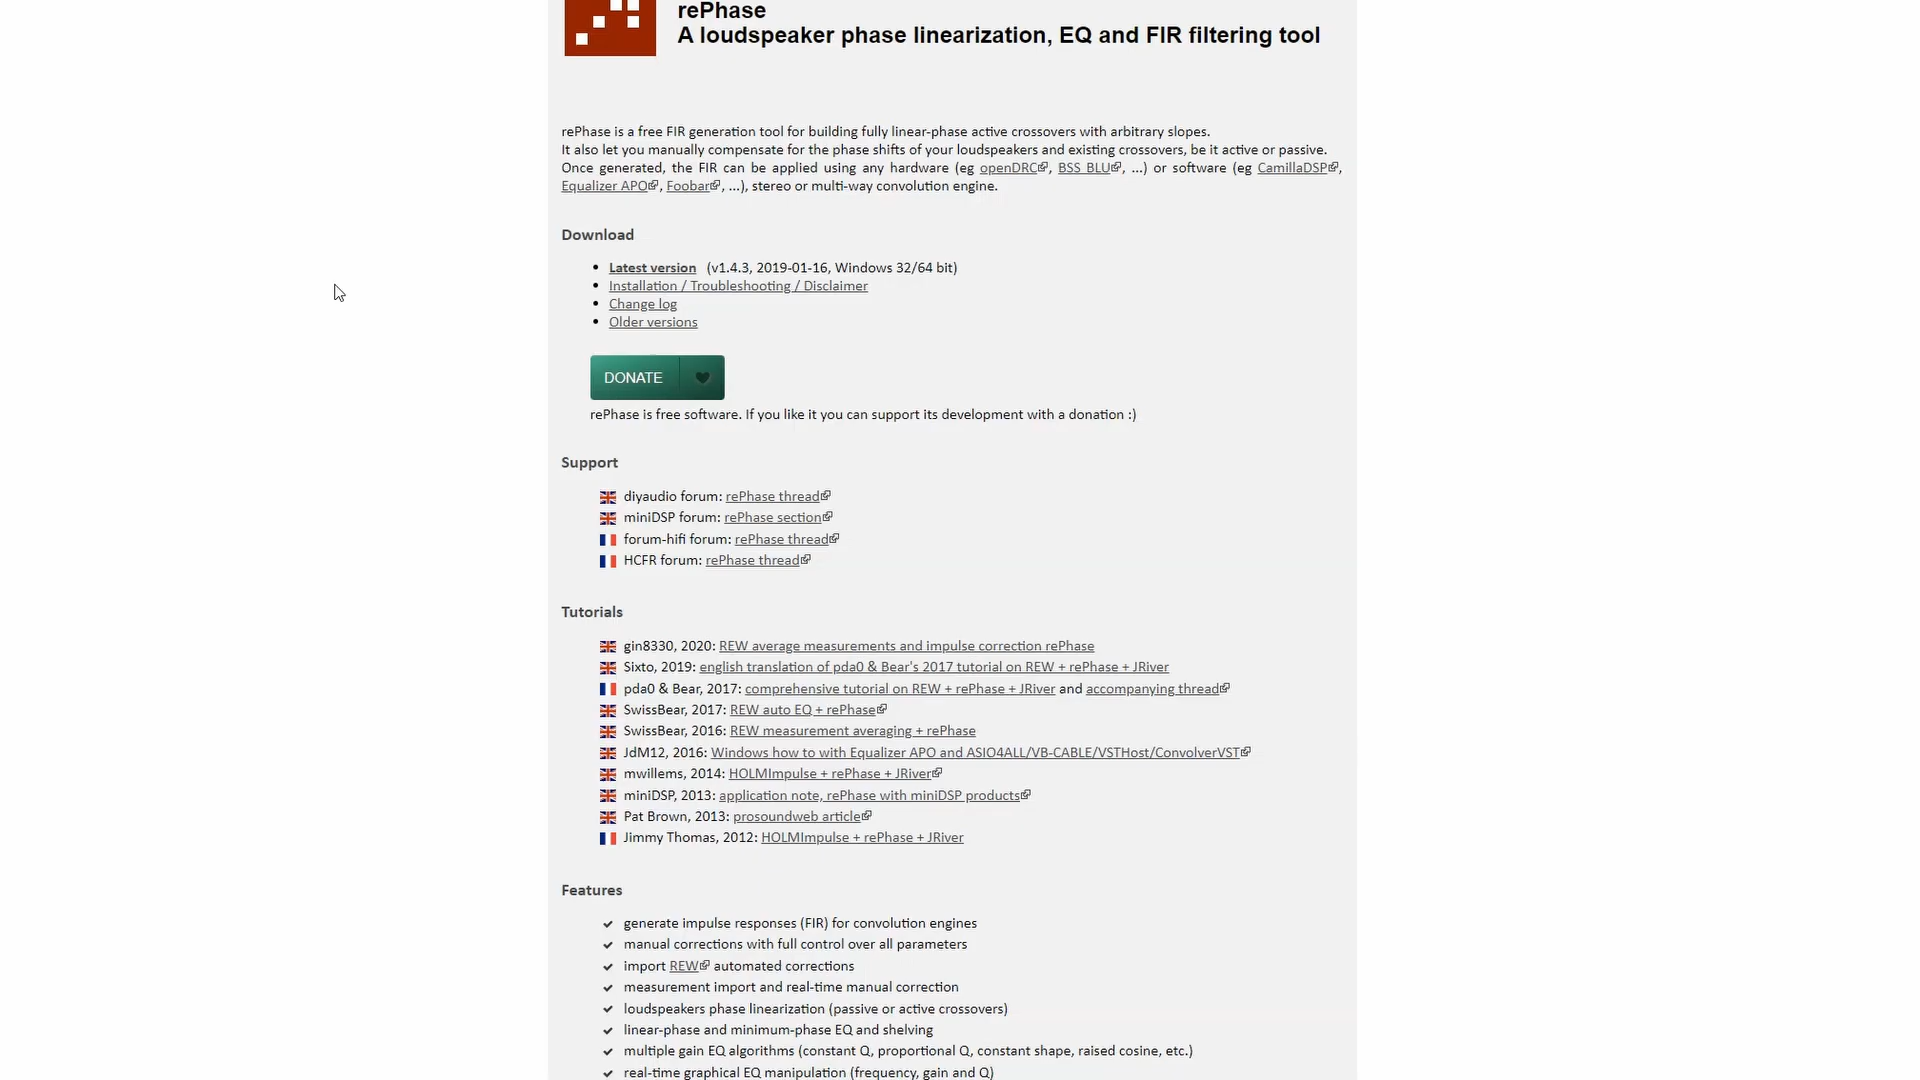 rePhase
A loudspeaker phase linearization, EQ and FIR filtering tool
rePhase is a free FIR generation tool for building fully linear-phase active crossovers with arbitrary slopes.
It also let you manually compensate for the phase shifts of your loudspeakers and existing crossovers, be it active or passive.
Once generated, the FIR can be applied using any hardware (eg openDRC, BSS BLU, ...) or software (eg CamillaDSP,
Equalizer APO, Foobar, ...), stereo or multi-way convolution engine.
Download
Latest version (v1.4.3, 2019-01-16, Windows 32/64 bit)
Installation / Troubleshooting / Disclaimer
Change log
Older versions
DONATE
rePhase is free software. If you like it you can support its development with a donation :)
Support
diyaudio forum: rePhase thread
miniDSP forum: rePhase section
forum-hifi forum: rePhase thread
HCFR forum: rePhase thread
Tutorials
gin8330, 2020: REW average measurements and impulse correction rePhase
Sixto, 2019: english translation of pda0 & Bear's 2017 tutorial on REW + rePhase + JRiver
pda0 & Bear, 2017: comprehensive tutorial on REW + rePhase + JRiver and accompanying thread
SwissBear, 2017: REW auto EQ + rePhase
SwissBear, 2016: REW measurement averaging + rePhase
JdM12, 2016: Windows how to with Equalizer APO and ASIO4ALL/VB-CABLE/VSTHost/ConvolverVST
mwillems, 2014: HOLMImpulse + rePhase + JRiver
miniDSP, 2013: application note, rePhase with miniDSP products
Pat Brown, 2013: prosoundweb article
Jimmy Thomas, 2012: HOLMImpulse + rePhase + JRiver
Features
generate impulse responses (FIR) for convolution engines
manual corrections with full control over all parameters
import REW automated corrections
measurement import and real-time manual correction
loudspeakers phase linearization (passive or active crossovers)
linear-phase and minimum-phase EQ and shelving
multiple gain EQ algorithms (constant Q, proportional Q, constant shape, raised cosine, etc.)
real-time graphical EQ manipulation (frequency, gain and Q)